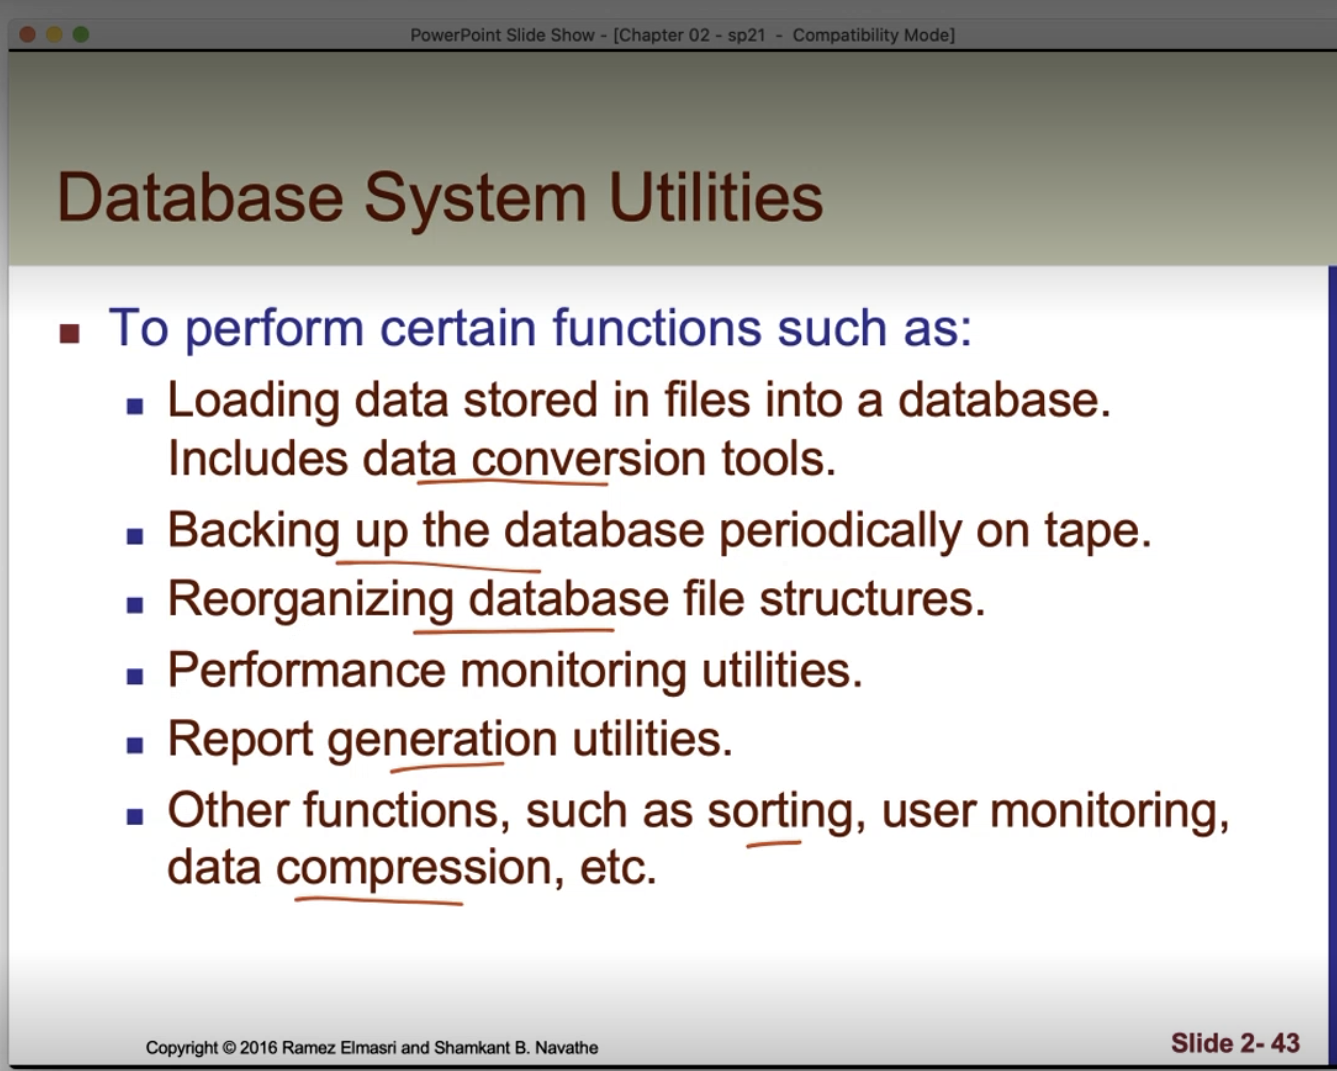 PowerPoint Slide Show - [Chapter 02 - sp21 - Compatibility Mode]
Database System Utilities
To perform certain functions such as:
Loading data stored in files into a database.
Includes data conversion tools.
Backing up the database periodically on tape.
Reorganizing database file structures.
Performance monitoring utilities.
Report generation utilities.
Other functions, such as sorting, user monitoring,
data compression, etc.
Copyright © 2016 Ramez Elmasri and Shamkant B. Navathe
Slide 2- 43